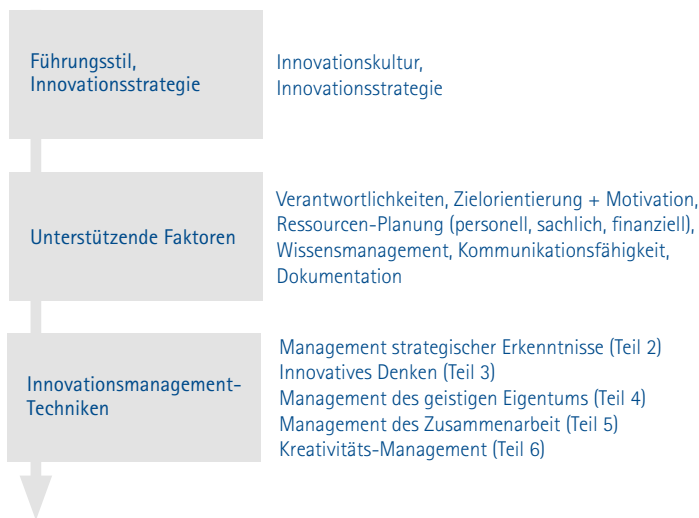 Führungsstil,
Innovationsstrategie
Innovationskultur,
Innovationsstrategie
Unterstützende Faktoren
Verantwortlichkeiten, Zielorientierung + Motivation,
Ressourcen-Planung (personell, sachlich, finanziell),
Wissensmanagement, Kommunikationsfähigkeit,
Dokumentation
Innovationsmanagement-
Techniken
Management strategischer Erkenntnisse (Teil 2)
Innovatives Denken (Teil 3)
Management des geistigen Eigentums (Teil 4)
Management des Zusammenarbeit (Teil 5)
Kreativitäts-Management (Teil 6)